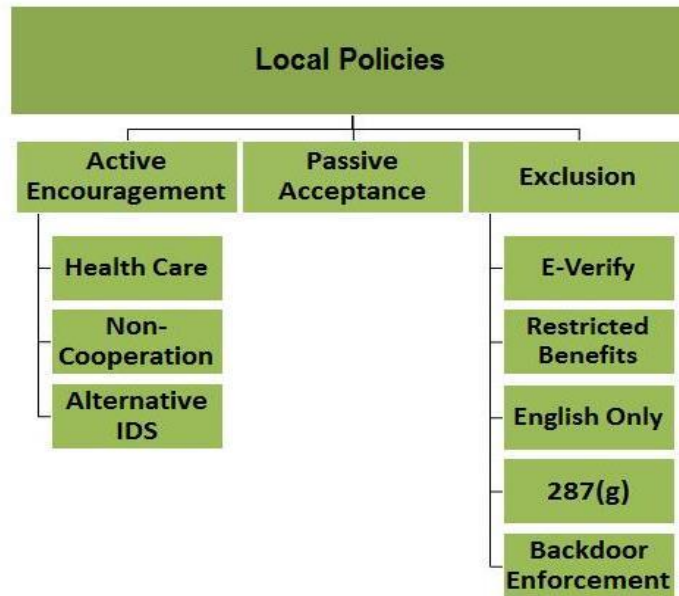 Local Policies
Active
Encouragement
Passive
Acceptance
Exclusion
Health Care
Non-
Cooperation
Alternative
IDS
E-Verify
Restricted
Benefits
English Only
287(g)
Backdoor
Enforcement